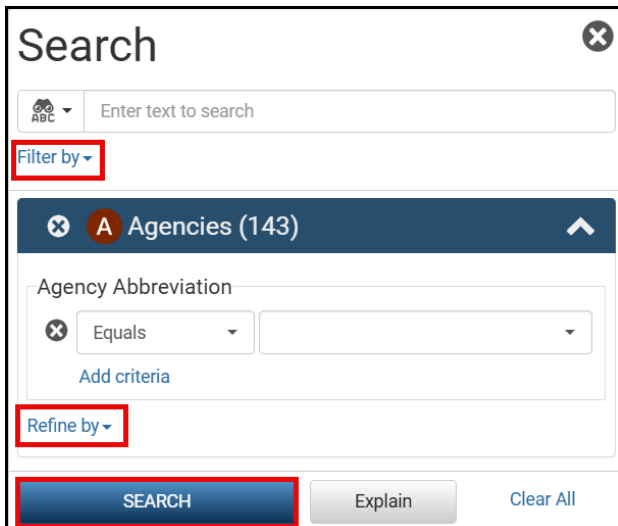 Search
ABC
Enter text to search
Filter by
A Agencies (143)
Agency Abbreviation
Equals
Add criteria
Refine by
SEARCH Explain Clear All